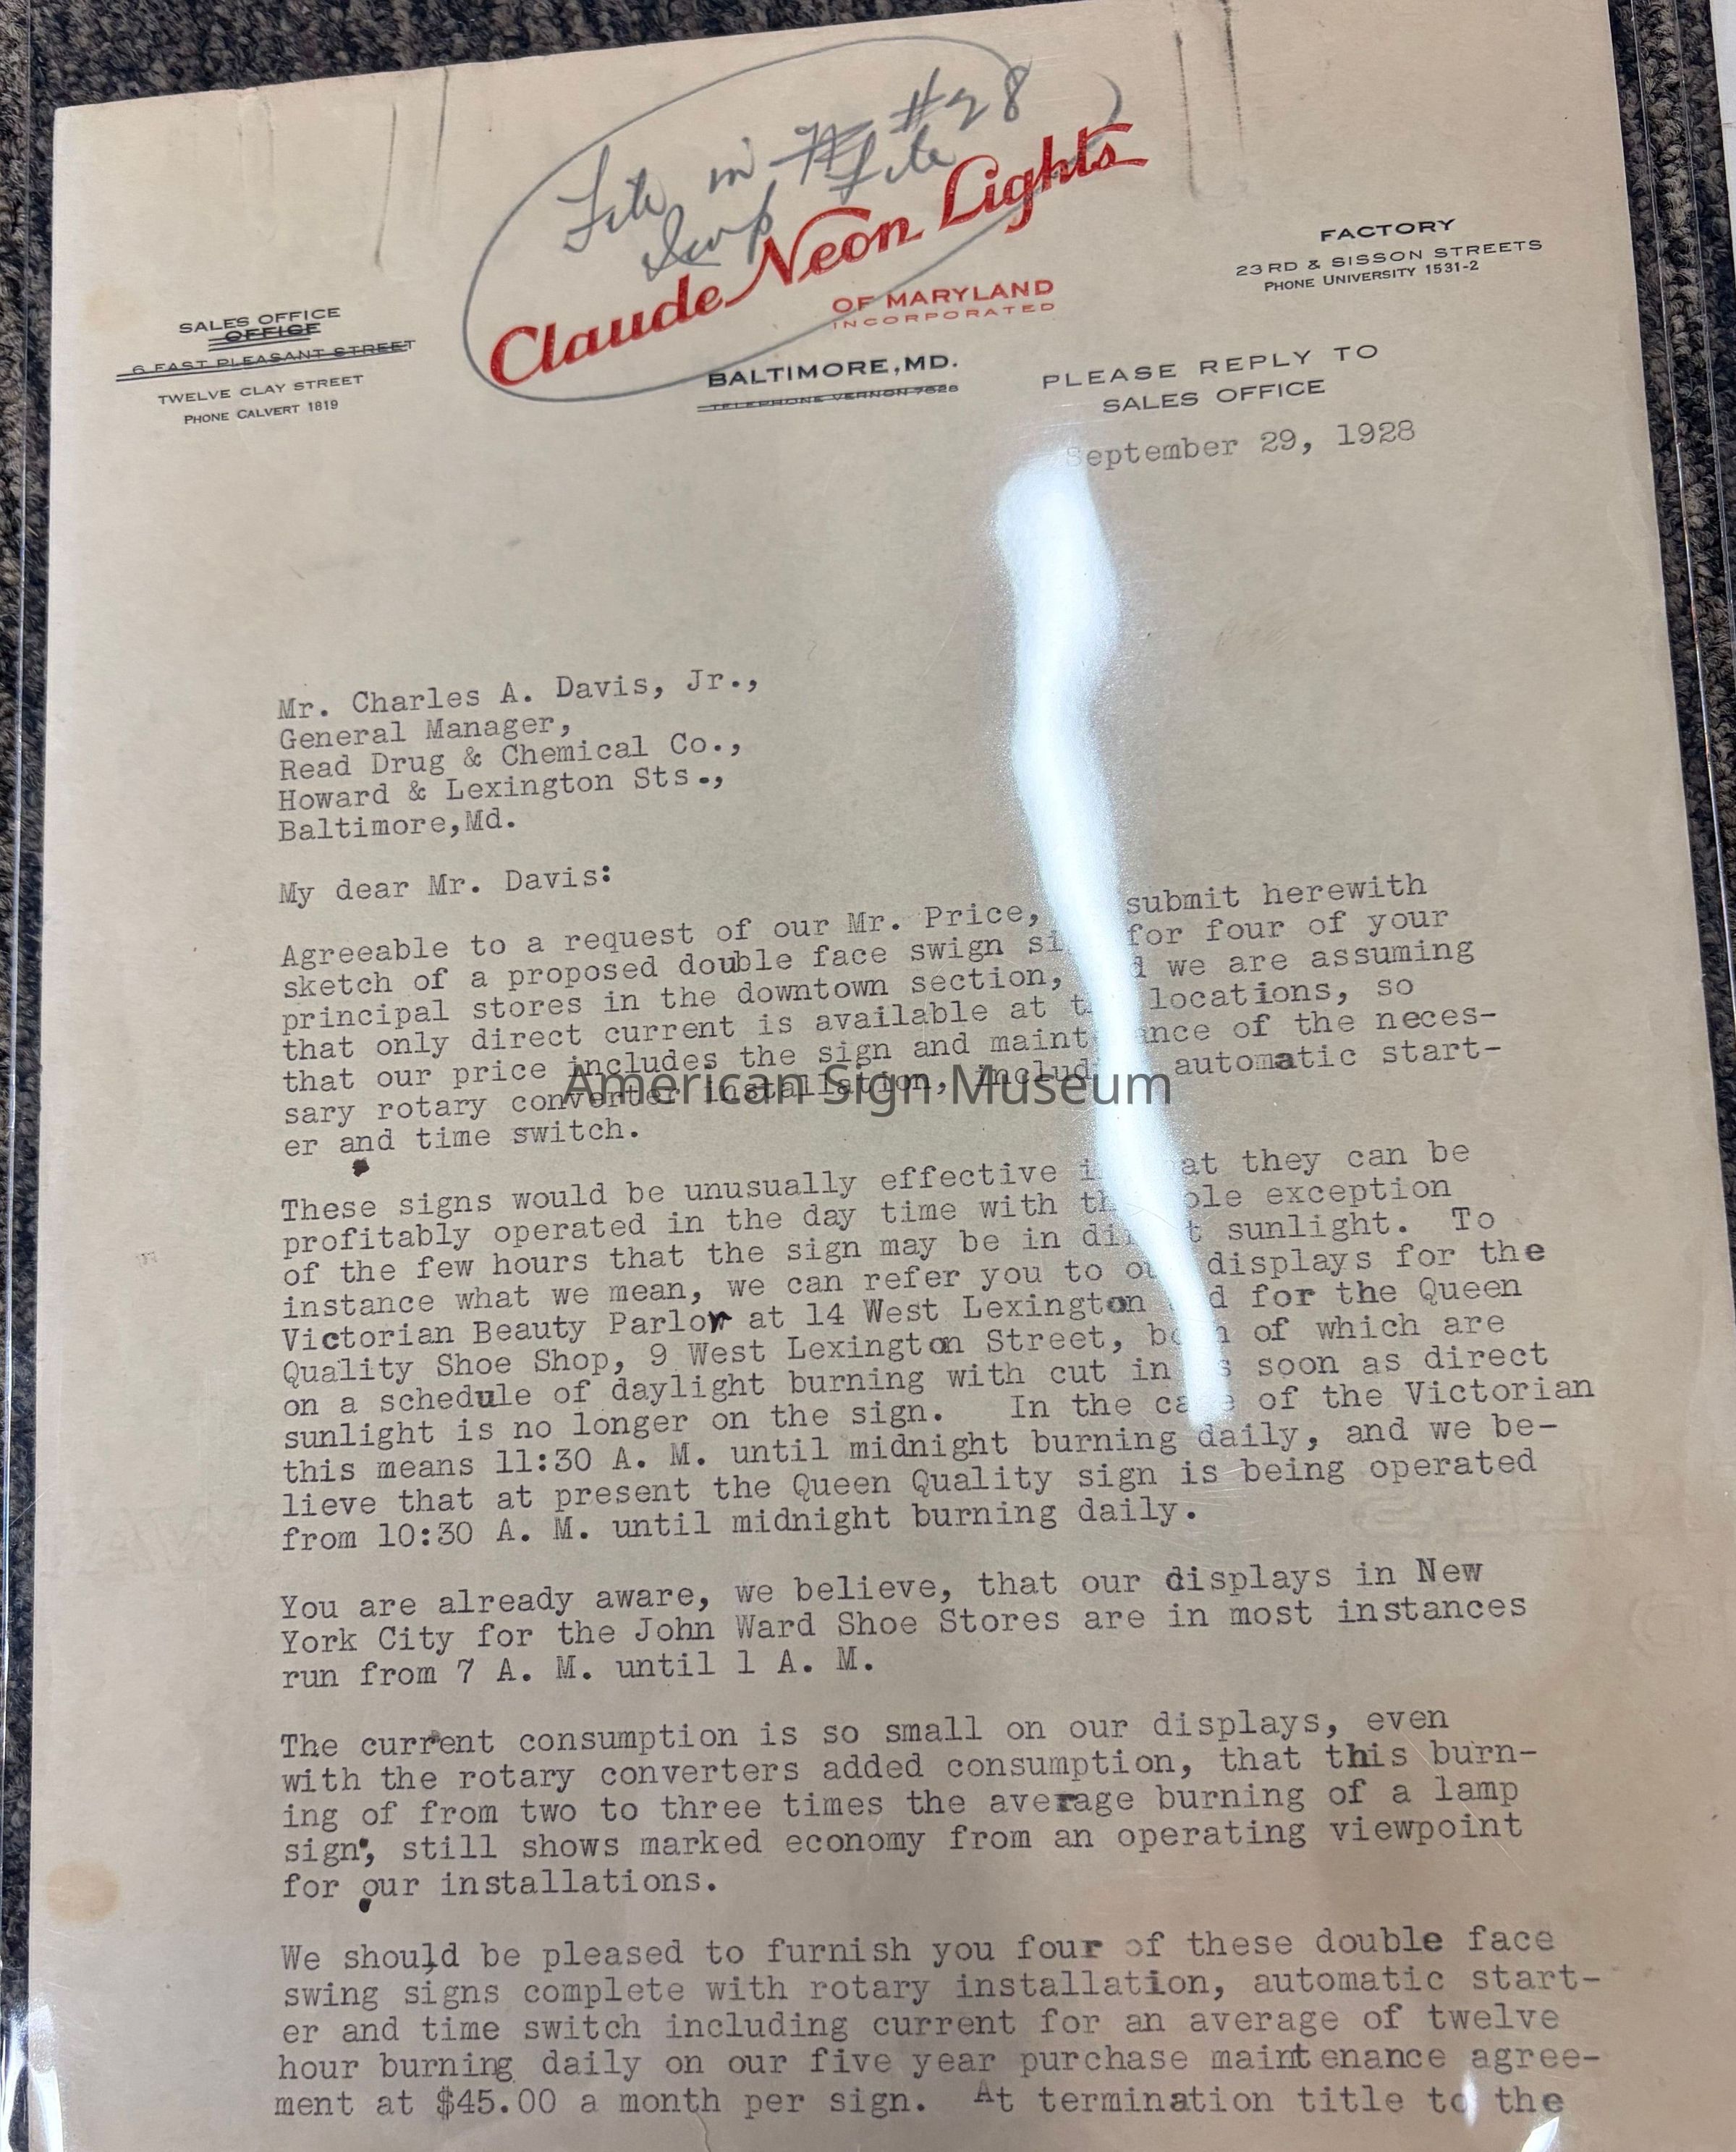 File in # #28
File
Claude Neon Lights
OF MARYLAND
INCORPORATED
BALTIMORE, MD.
TELEPHONE VERNON 7628
SALES OFFICE
OFFICE
6 EAST PLEASANT STREET
TWELVE CLAY STREET
PHONE CALVERT 1819
FACTORY
23RD & SISSON STREETS
PHONE UNIVERSITY 1531-2
PLEASE REPLY TO
SALES OFFICE
September 29, 1928
Mr. Charles A. Davis, Jr.,
General Manager,
Read Drug & Chemical Co.,
Howard & Lexington Sts.,
Baltimore,Md.
My dear Mr. Davis:
Agreeable to a request of our Mr. Price, submit herewith
sketch of a proposed double face swign si for four of your
principal stores in the downtown section, d we are assuming
that only direct current is available at t locations, so
that our price includes the sign and maint ance of the neces-
sary rotary converter installation, includ automatic start-
er and time switch.
American Sign Museum
These signs would be unusually effective i at they can be
profitably operated in the day time with th ole exception
of the few hours that the sign may be in di t sunlight. To
instance what we mean, we can refer you to ou displays for the
Victorian Beauty Parlor at 14 West Lexington d for the Queen
Quality Shoe Shop, 9 West Lexington Street, bo h of which are
on a schedule of daylight burning with cut in s soon as direct
sunlight is no longer on the sign. In the ca e of the Victorian
this means 11:30 A. M. until midnight burning daily, and we be-
lieve that at present the Queen Quality sign is being operated
from 10:30 A. M. until midnight burning daily.
You are already aware, we believe, that our displays in New
York City for the John Ward Shoe Stores are in most instances
run from 7 A. M. until 1 A. M.
The current consumption is so small on our displays, even
with the rotary converters added consumption, that this burn-
ing of from two to three times the average burning of a lamp
sign, still shows marked economy from an operating viewpoint
for our installations.
We should be pleased to furnish you four of these double face
swing signs complete with rotary installation, automatic start-
er and time switch including current for an average of twelve
hour burning daily on our five year purchase maintenance agree-
ment at $45.00 a month per sign. At termination title to the